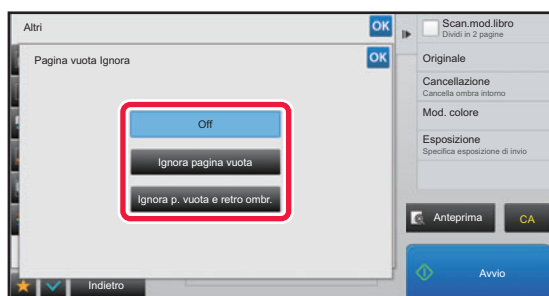 Altri
OK
Pagina vuota Ignora
OK
Off
Ignora pagina vuota
Ignora p. vuota e retro ombr.
Indietro
Scan.mod.libro
Dividi in 2 pagine
Originale
Cancellazione
Cancella ombra intorno
Mod. colore
Esposizione
Specifica esposizione di invio
Anteprima
CA
Avvio